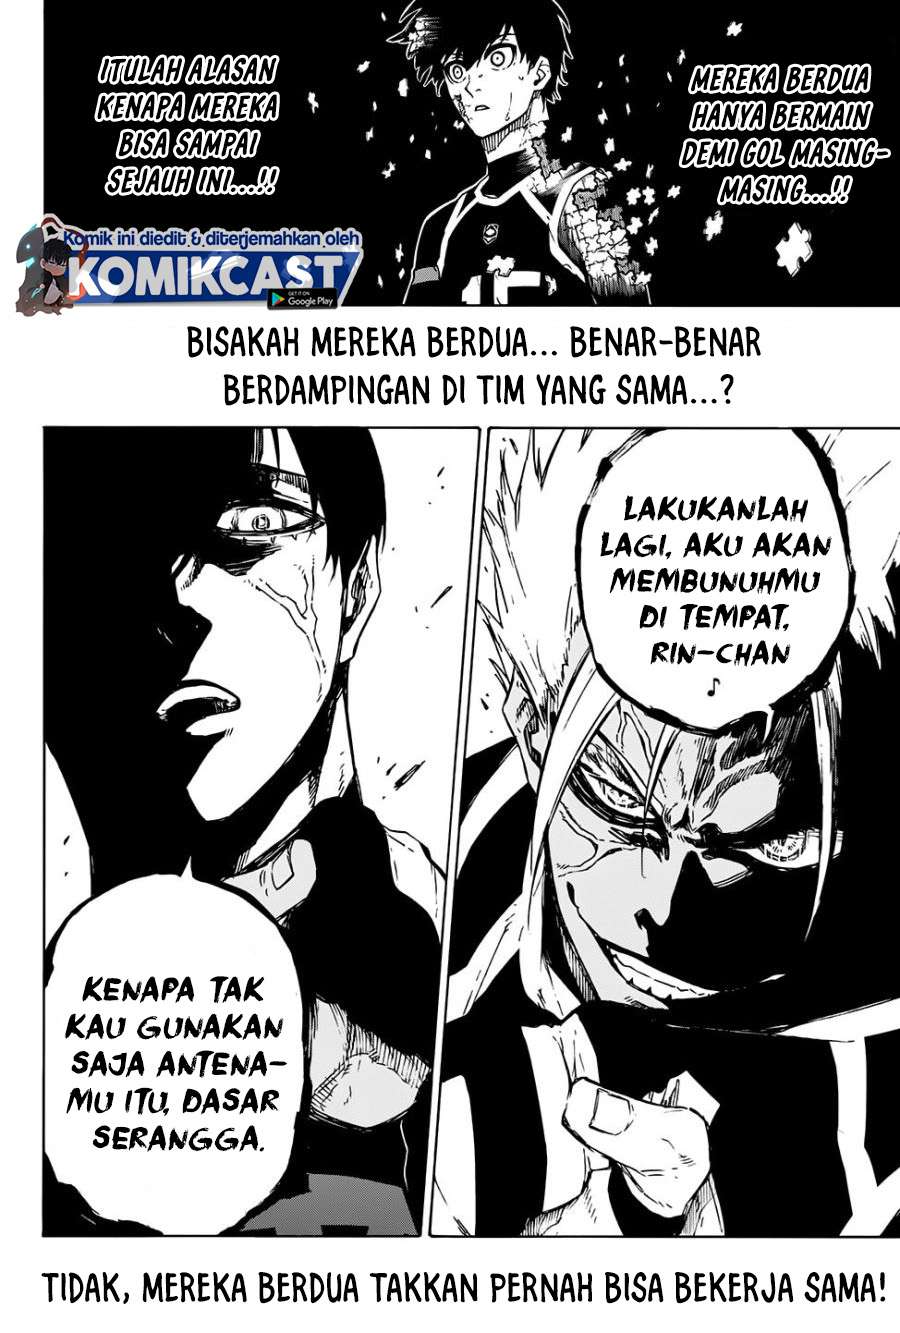 MEREKA BERDUA
HANYA BERMAIN
DEMI GOL MASING-
MASING...!!
ITULAH ALASAN
KENAPA MEREKA
BISA SAMPAI
SEJAUH INI...!!
Komik ini diedit & diterjemahkan oleh
KOMIKCAST
GET IT ON
Google Play
BISAKAH MEREKA BERDUA... BENAR-BENAR
BERDAMPINGAN DI TIM YANG SAMA...?
LAKUKANLAH
LAGI, AKU AKAN
MEMBUNUHMU
DI TEMPAT,
RIN-CHAN
♪
KENAPA TAK
KAU GUNAKAN
SAJA ANTENA-
MU ITU, DASAR
SERANGGA.
TIDAK, MEREKA BERDUA TAKKAN PERNAH BISA BEKERJA SAMA!